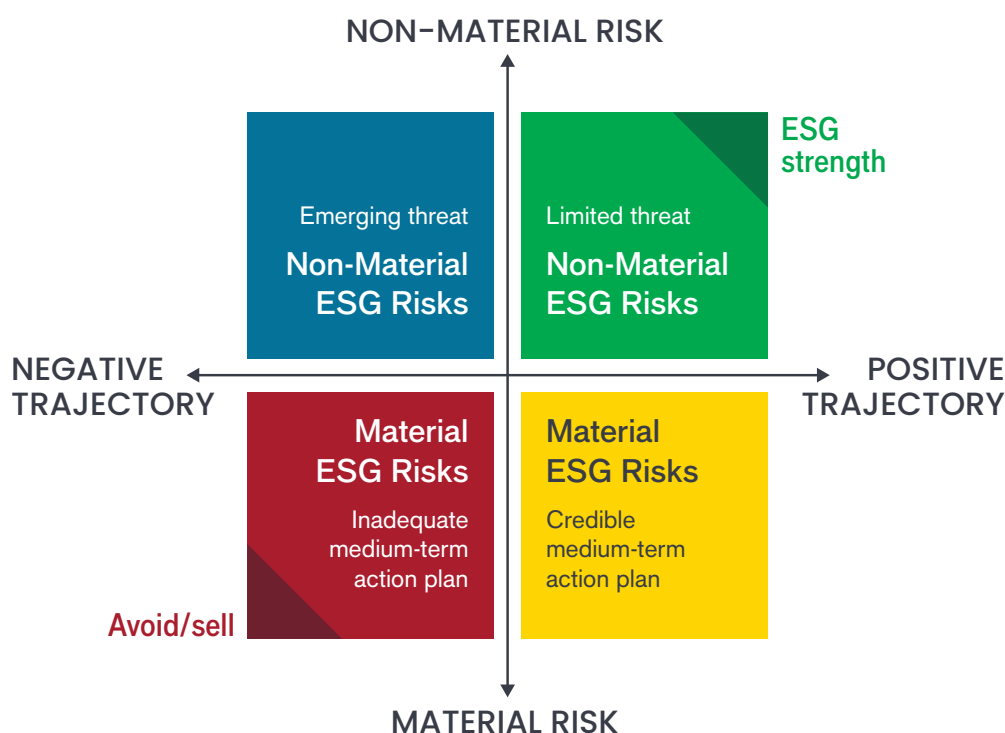 NON-MATERIAL RISK
ESG
strength
Emerging threat
Non-Material
ESG Risks
Limited threat
Non-Material
ESG Risks
NEGATIVE
TRAJECTORY
POSITIVE
TRAJECTORY
Material
ESG Risks
Inadequate
medium-term
action plan
Material
ESG Risks
Credible
medium-term
action plan
Avoid/sell
MATERIAL RISK